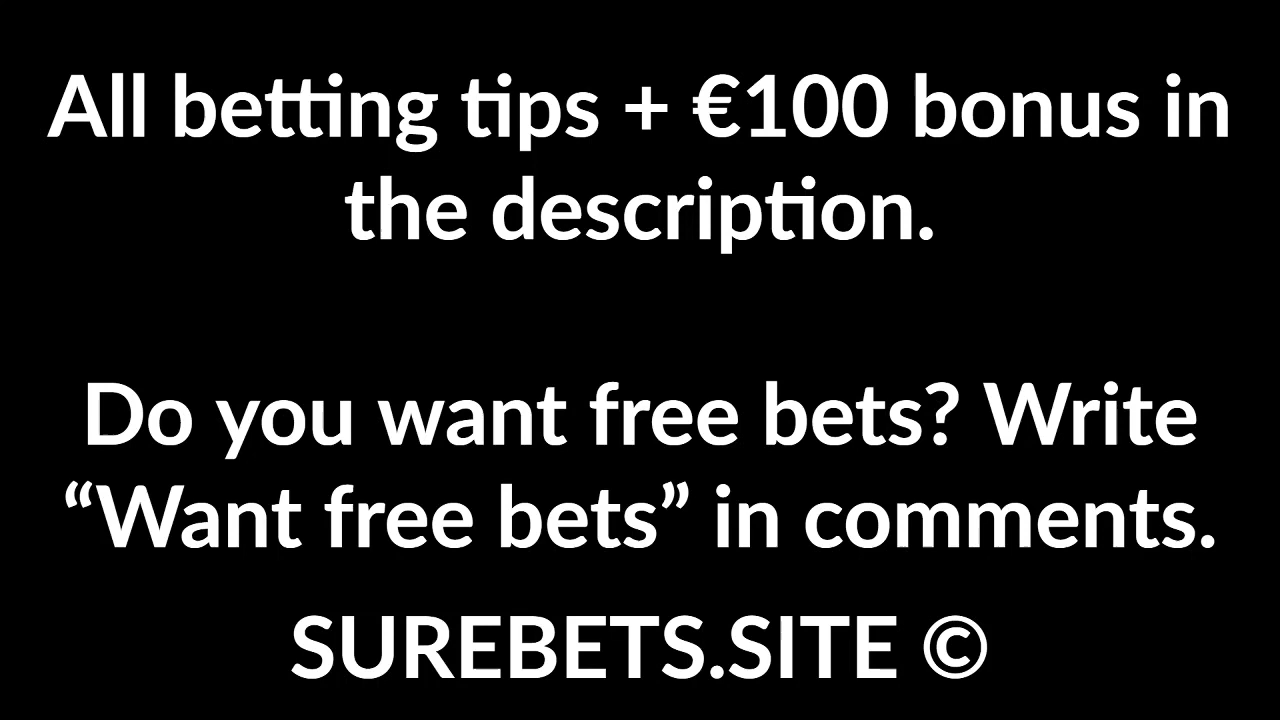 All betting tips + €100 bonus in
the description.
Do you want free bets? Write
“Want free bets” in comments.
SUREBETS.SITE ©